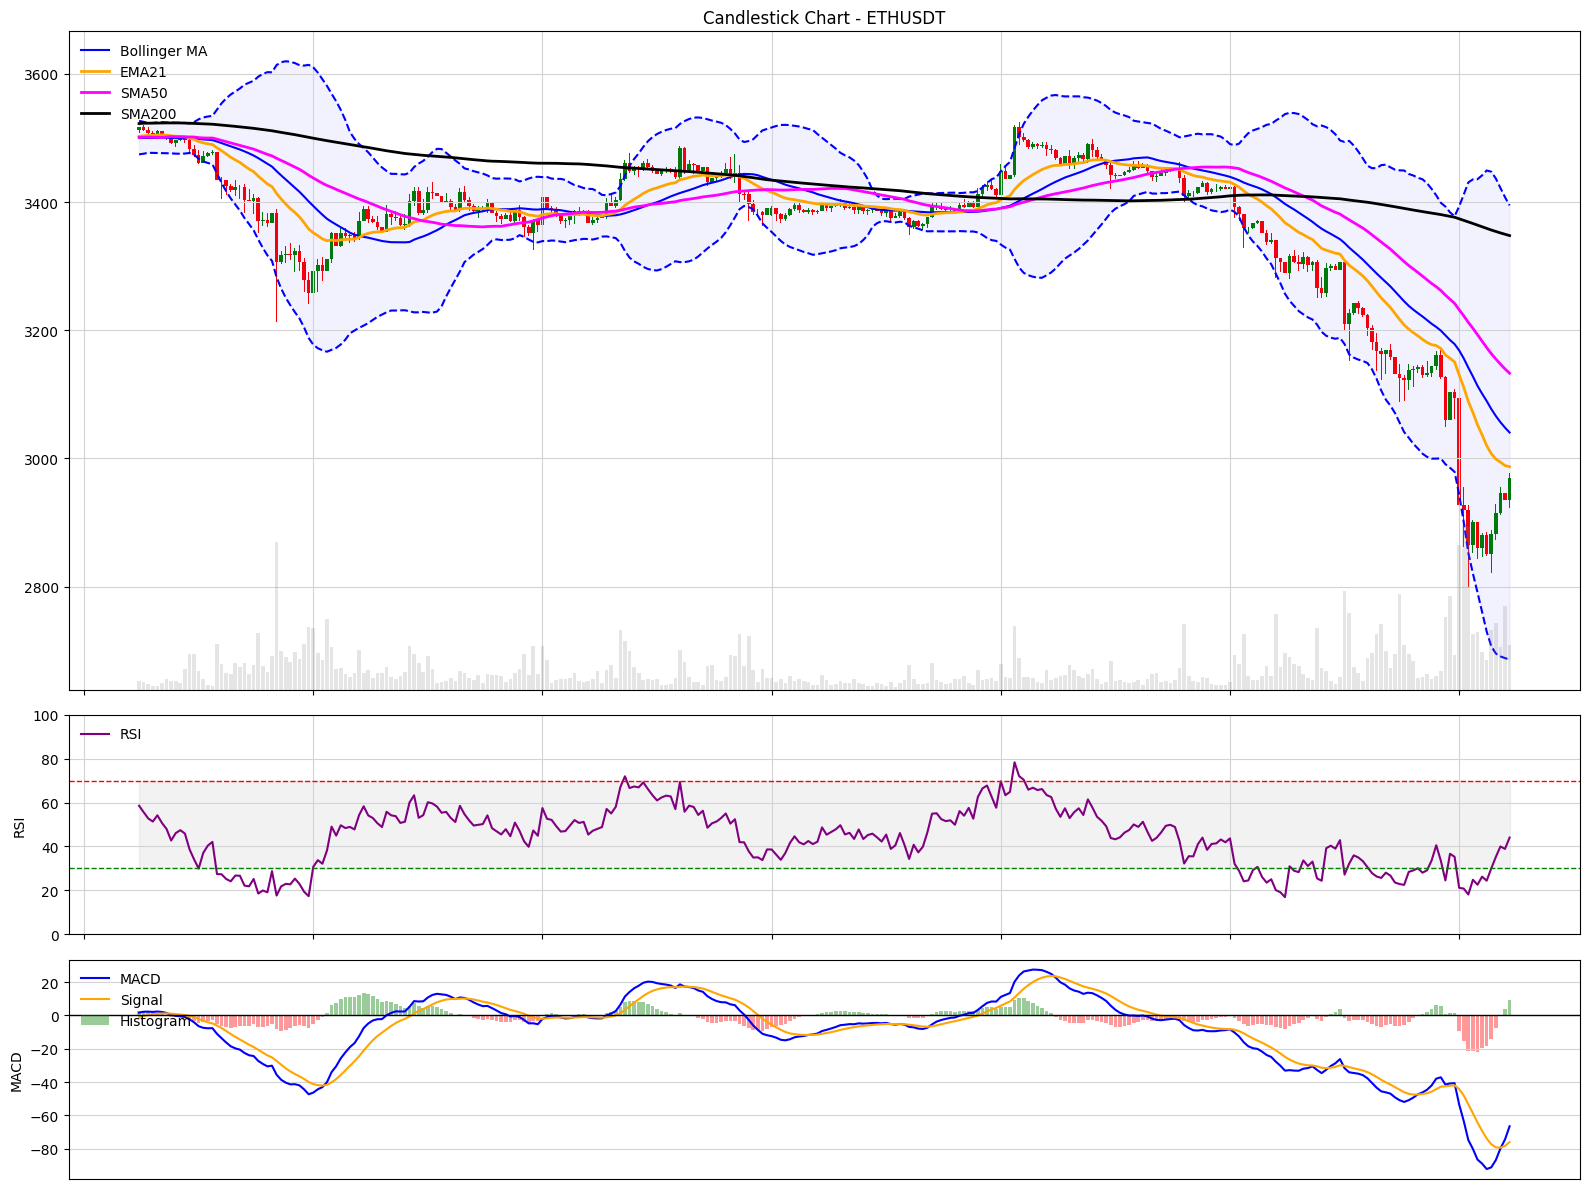 Candlestick Chart - ETHUSDT
Bollinger MA
EMA21
SMA50
SMA200
3600
3400
3200
3000
2800
RSI
100
80
60
40
20
0
RSI
MACD
Signal
Histogram
20
0
−20
−40
−60
−80
MACD